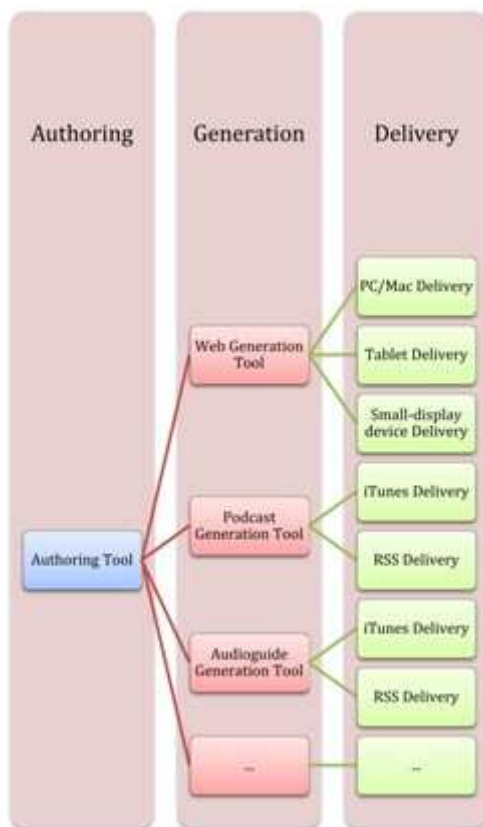 Authoring
Generation
Delivery
PC/Mac Delivery
Web Generation
Tool
Tablet Delivery
Small-display
device Delivery
iTunes Delivery
Podcast
Generation Tool
Authoring Tool
RSS Delivery
iTunes Delivery
Audioguide
Generation Tool
RSS Delivery
...
...